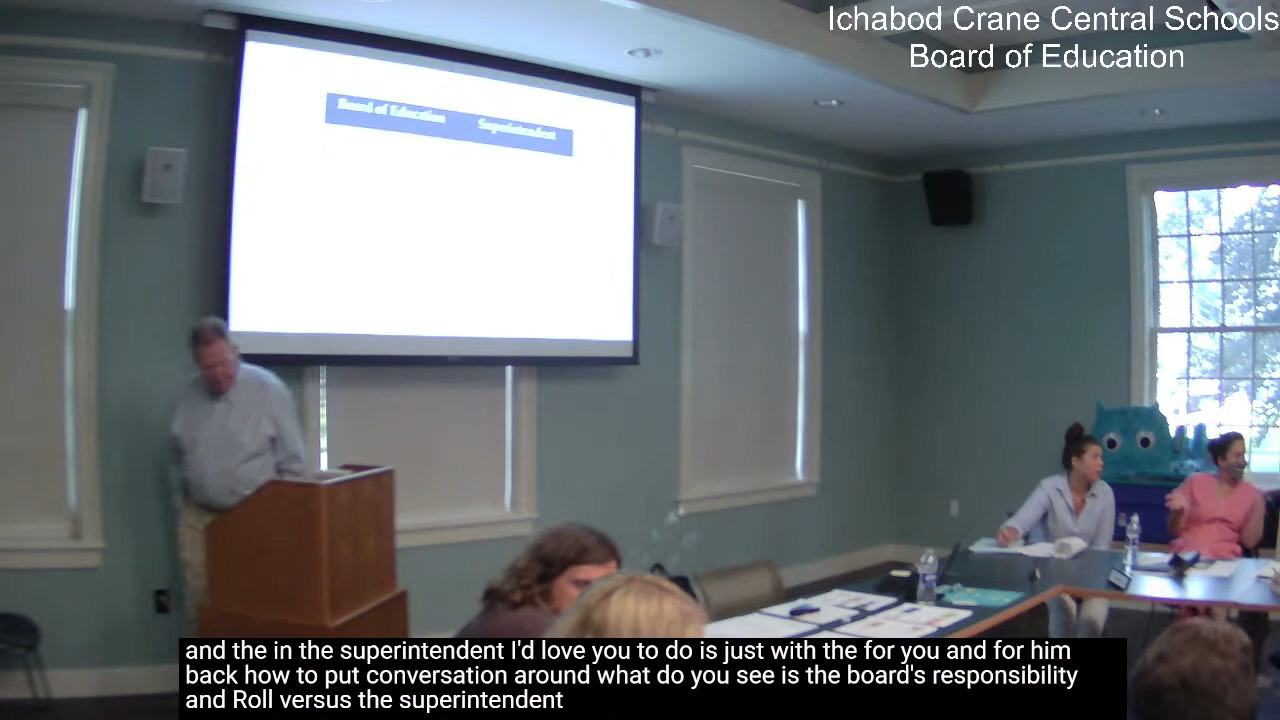 Ichabod Crane Central Schools
Board of Education
Board of Education Superintendent
and the in the superintendent I'd love you to do is just with the for you and for him
back how to put conversation around what do you see is the board's responsibility
and Roll versus the superintendent